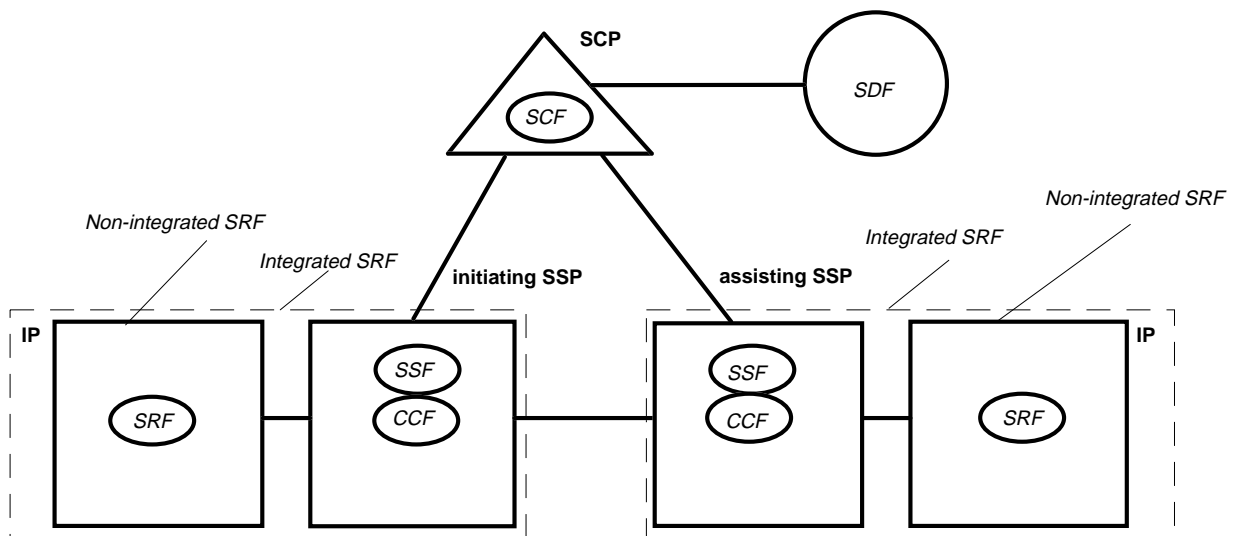 SCP
SDF
SCF
Non-integrated SRF
Non-integrated SRF
Integrated SRF
Integrated SRF
initiating SSP
assisting SSP
IP
IP
SSF
SSF
SRF
CCF
CCF
SRF